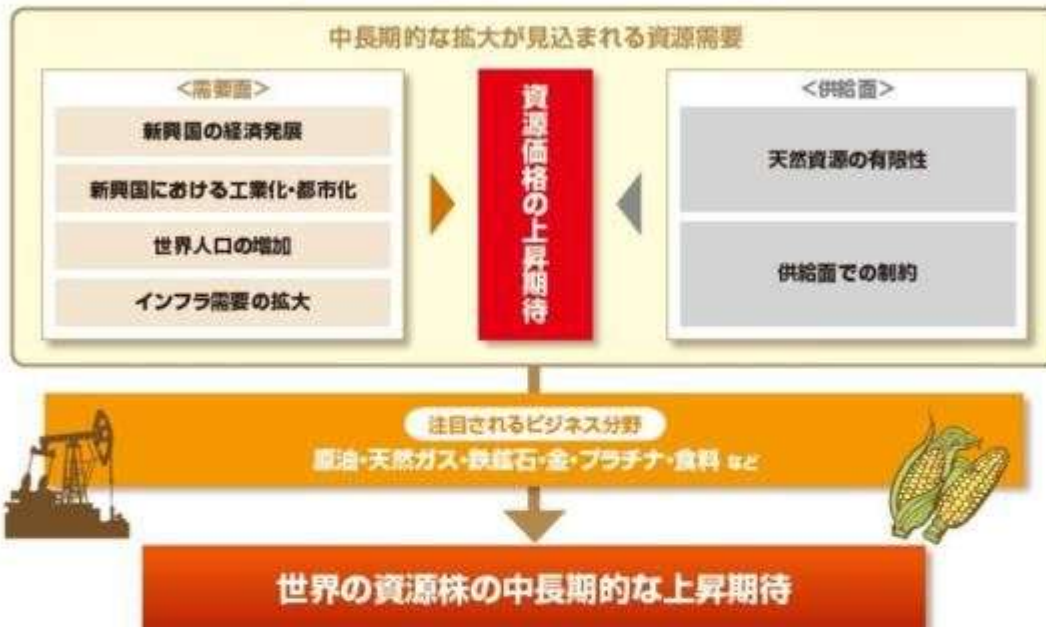 中長期的な拡大が見込まれる資源需要
<需要面>
新興国の経済発展
新興国における工業化・都市化
世界人口の増加
インフラ需要の拡大
資源価格の上昇期待
<供給面>
天然資源の有限性
供給面での制約
注目されるビジネス分野
原油・天然ガス・鉄鉱石・金・プラチナ・食料 など
世界の資源株の中長期的な上昇期待